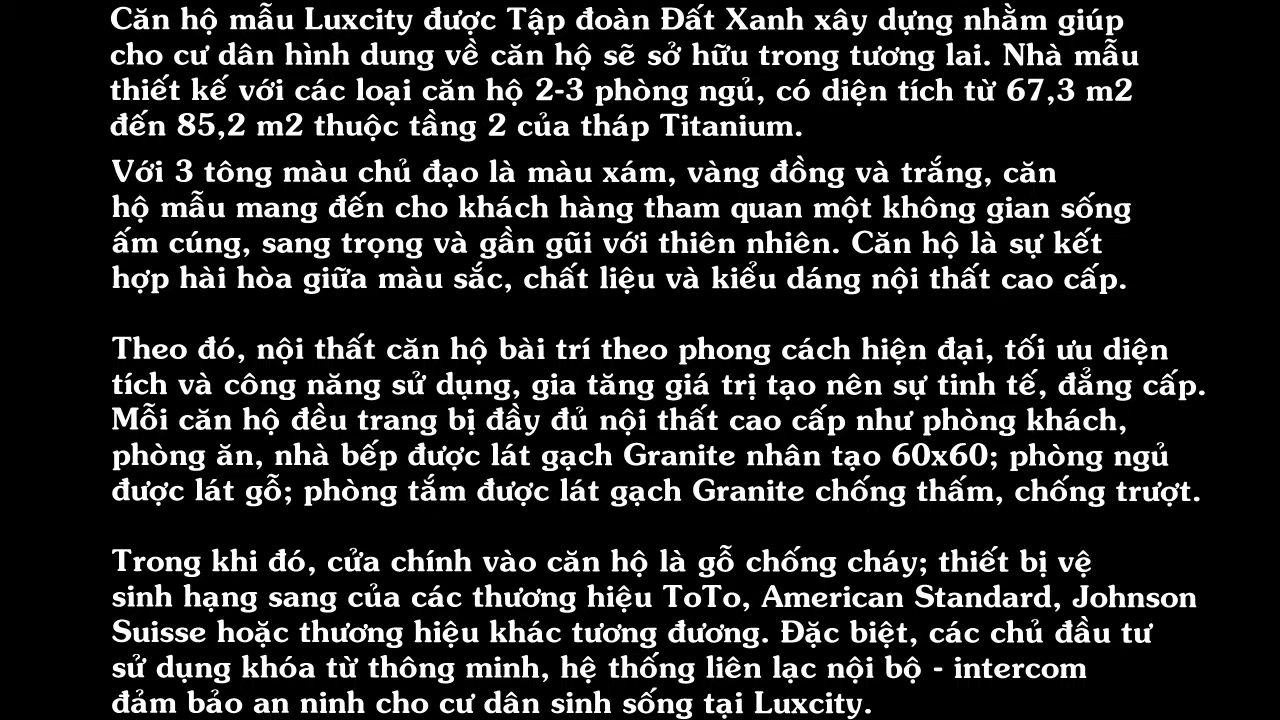 Căn hộ mẫu Luxcity được Tập đoàn Đất Xanh xây dựng nhằm giúp
cho cư dân hình dung về căn hộ sẽ sở hữu trong tương lai. Nhà mẫu
thiết kế với các loại căn hộ 2-3 phòng ngủ, có diện tích từ 67,3 m2
đến 85,2 m2 thuộc tầng 2 của tháp Titanium.
Với 3 tông màu chủ đạo là màu xám, vàng đồng và trắng, căn
hộ mẫu mang đến cho khách hàng tham quan một không gian sống
ấm cúng, sang trọng và gần gũi với thiên nhiên. Căn hộ là sự kết
hợp hài hòa giữa màu sắc, chất liệu và kiểu dáng nội thất cao cấp.
Theo đó, nội thất căn hộ bài trí theo phong cách hiện đại, tối ưu diện
tích và công năng sử dụng, gia tăng giá trị tạo nên sự tinh tế, đẳng cấp.
Mỗi căn hộ đều trang bị đầy đủ nội thất cao cấp như phòng khách,
phòng ăn, nhà bếp được lát gạch Granite nhân tạo 60x60; phòng ngủ
được lát gỗ; phòng tắm được lát gạch Granite chống thấm, chống trượt.
Trong khi đó, cửa chính vào căn hộ là gỗ chống cháy; thiết bị vệ
sinh hạng sang của các thương hiệu ToTo, American Standard, Johnson
Suisse hoặc thương hiệu khác tương đương. Đặc biệt, các chủ đầu tư
sử dụng khóa từ thông minh, hệ thống liên lạc nội bộ - intercom
đảm bảo an ninh cho cư dân sinh sống tại Luxcity.